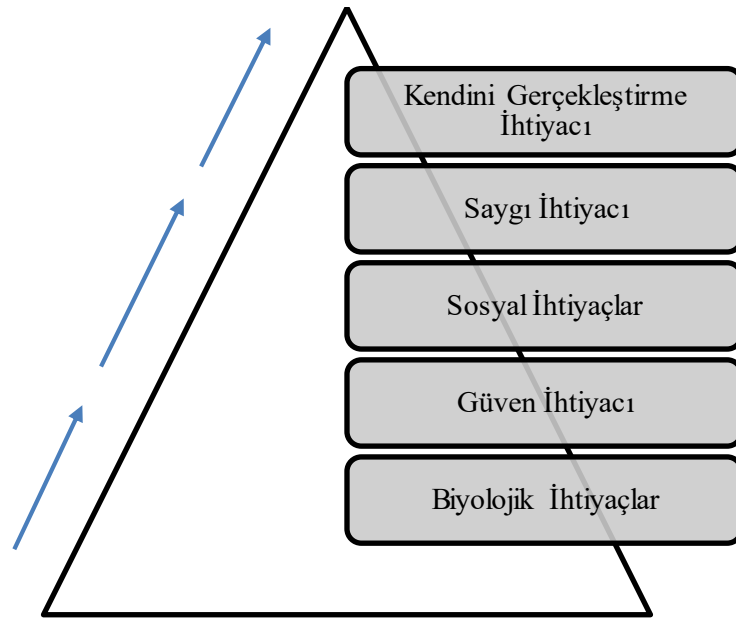 Kendini Gerçekleştirme
İhtiyacı
Saygı İhtiyacı
Sosyal İhtiyaçlar
Güven İhtiyacı
Biyolojik İhtiyaçlar